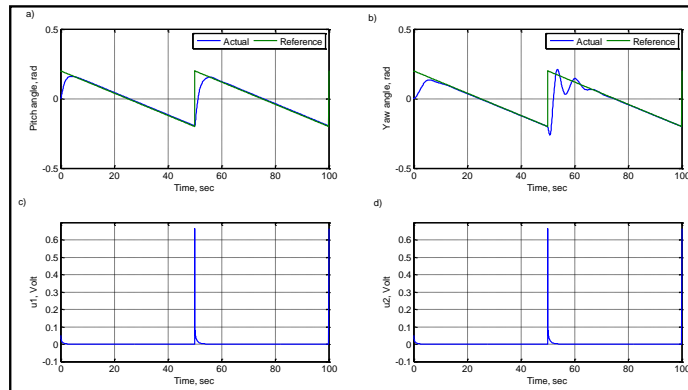 a)
0.5
Actual
Reference
Pitch angle, rad
0
-0.5
0
20
40
60
80
100
Time, sec
b)
0.5
Actual
Reference
Yaw angle, rad
0
-0.5
0
20
40
60
80
100
Time, sec
c)
0.6
0.5
0.4
0.3
0.2
0.1
0
-0.1
u1, Volt
0
20
40
60
80
100
Time, sec
d)
0.6
0.5
0.4
0.3
0.2
0.1
0
-0.1
u2, Volt
0
20
40
60
80
100
Time, sec